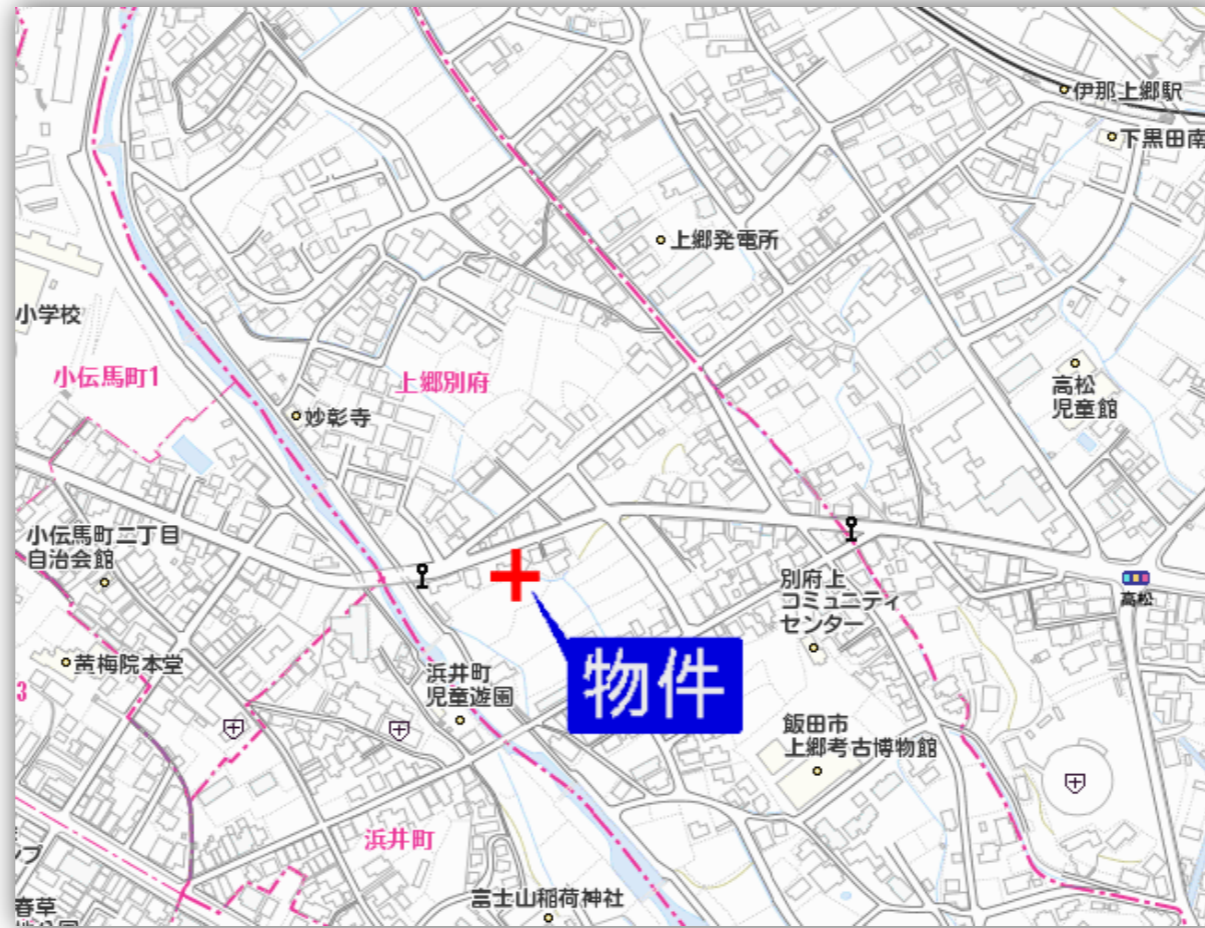 伊那上郷駅
下黒田南
上郷発電所
小学校
小伝馬町1
上郷別府
高松
児童館
妙彰寺
小伝馬町二丁目
自治会館
別府上
コミュニティ
センター
高松
黄梅院本堂
浜井町
児童遊園
物件
3
飯田市
上郷考古博物館
浜井町
富士山稲荷神社
春草